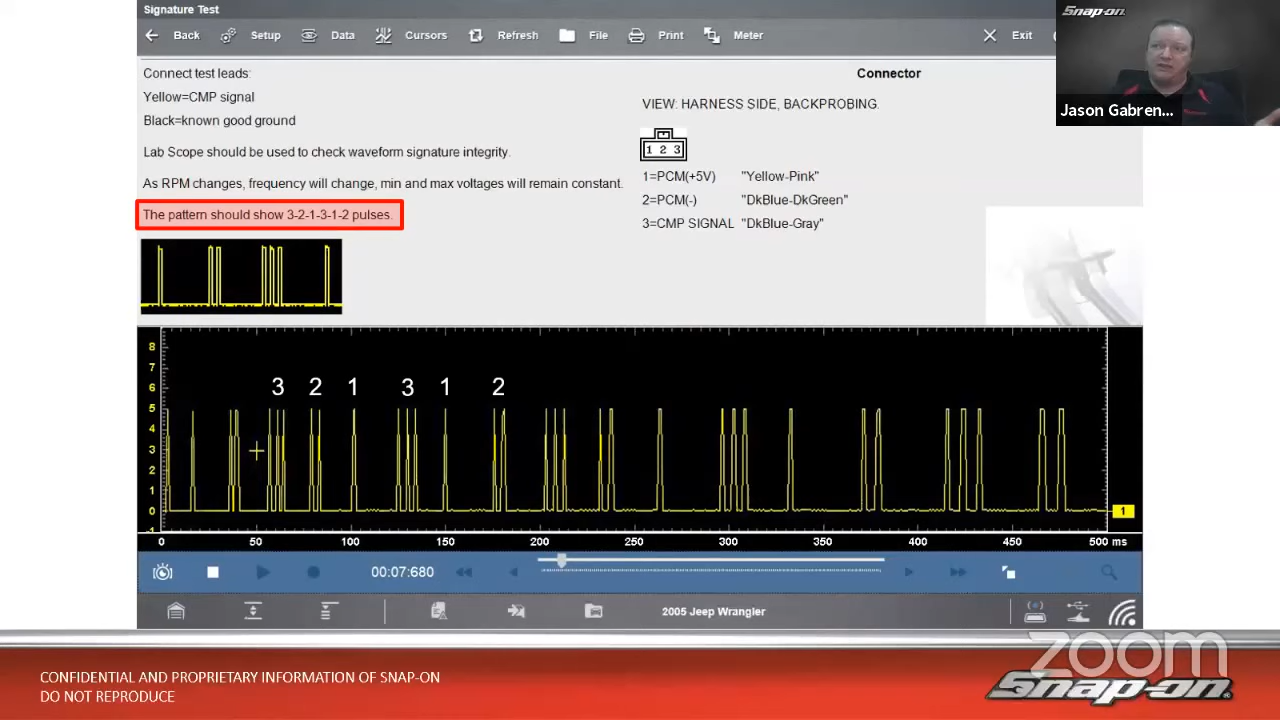 Signature Test
Back Setup Data Cursors Refresh File Print Meter Exit
Snap-on
Jason Gabren...
Connect test leads:
Yellow=CMP signal
Black=known good ground
Lab Scope should be used to check waveform signature integrity.
As RPM changes, frequency will change, min and max voltages will remain constant.
The pattern should show 3-2-1-3-1-2 pulses.
Connector
VIEW: HARNESS SIDE, BACKPROBING.
1 2 3
1=PCM(+5V) "Yellow-Pink"
2=PCM(-) "DkBlue-DkGreen"
3=CMP SIGNAL "DkBlue-Gray"
8
7
6
5
4
3
2
1
0
-1
3 2 1 3 1 2
1
0 50 100 150 200 250 300 350 400 450 500 ms
00:07:680
2005 Jeep Wrangler
CONFIDENTIAL AND PROPRIETARY INFORMATION OF SNAP-ON
DO NOT REPRODUCE
zoom
Snap-on